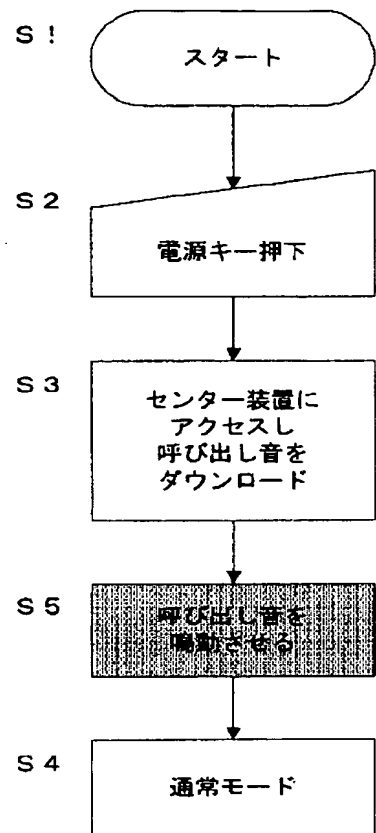 S! スタート
S2
電源キー押下
S3 センター装置に
アクセスし
呼び出し音を
ダウンロード
S5 呼び出し音を
鳴動させる
S4
通常モード